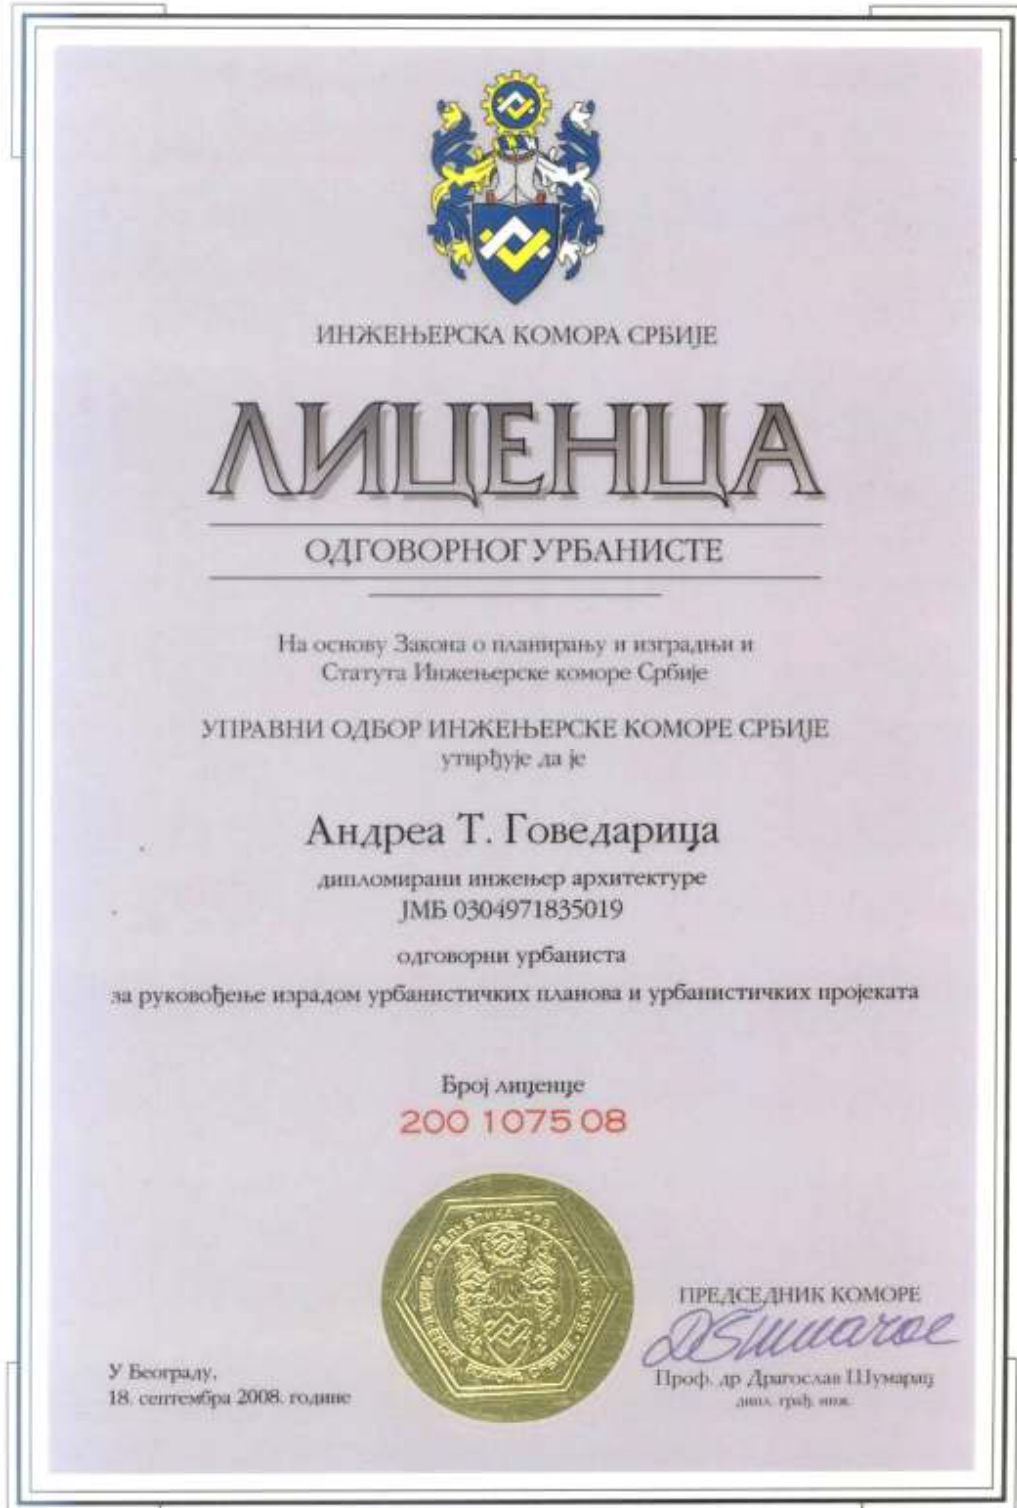 ИНЖЕЊЕРСКА КОМОРА СРБИЈЕ
ЛИЦЕНЦА
ОДГОВОРНОГ УРБАНИСТЕ
На основу Закона о планирању и изградњи и
Статута Инжењерске коморе Србије
УПРАВНИ ОДБОР ИНЖЕЊЕРСКЕ КОМОРЕ СРБИЈЕ
утврђује да је
Андреа Т. Говедарица
дипломирани инжењер архитектуре
ЈМБ 0304971835019
одговорни урбаниста
за руковођење израдом урбанистичких планова и урбанистичких пројеката
Број лиценце
200 1075 08
У Београду,
18. септембра 2008. године
ПРЕДСЕДНИК КОМОРЕ
Проф. др Драгослав Шумарац
дипл. грађ. инж.